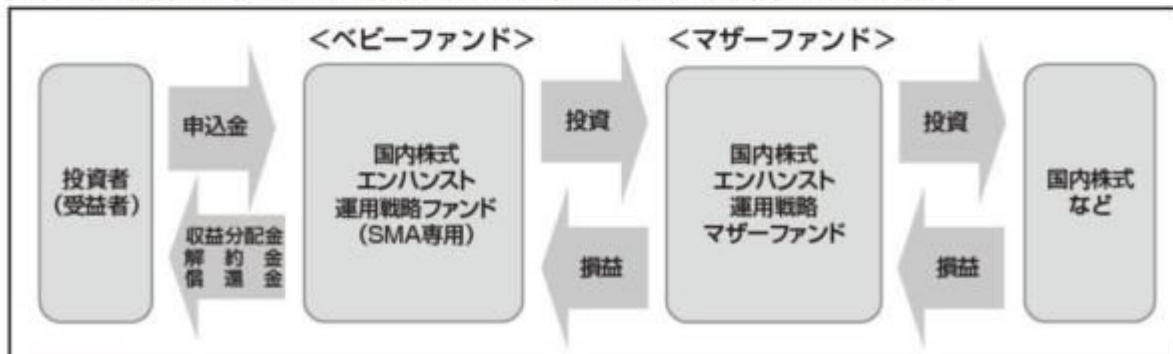 <ベビーファンド>
<マザーファンド>
投資者
(受益者)
申込金
収益分配金
解約金
償還金
国内株式
エンハンスト
運用戦略ファンド
(SMA専用)
投資
損益
国内株式
エンハンスト
運用戦略
マザーファンド
投資
損益
国内株式
など